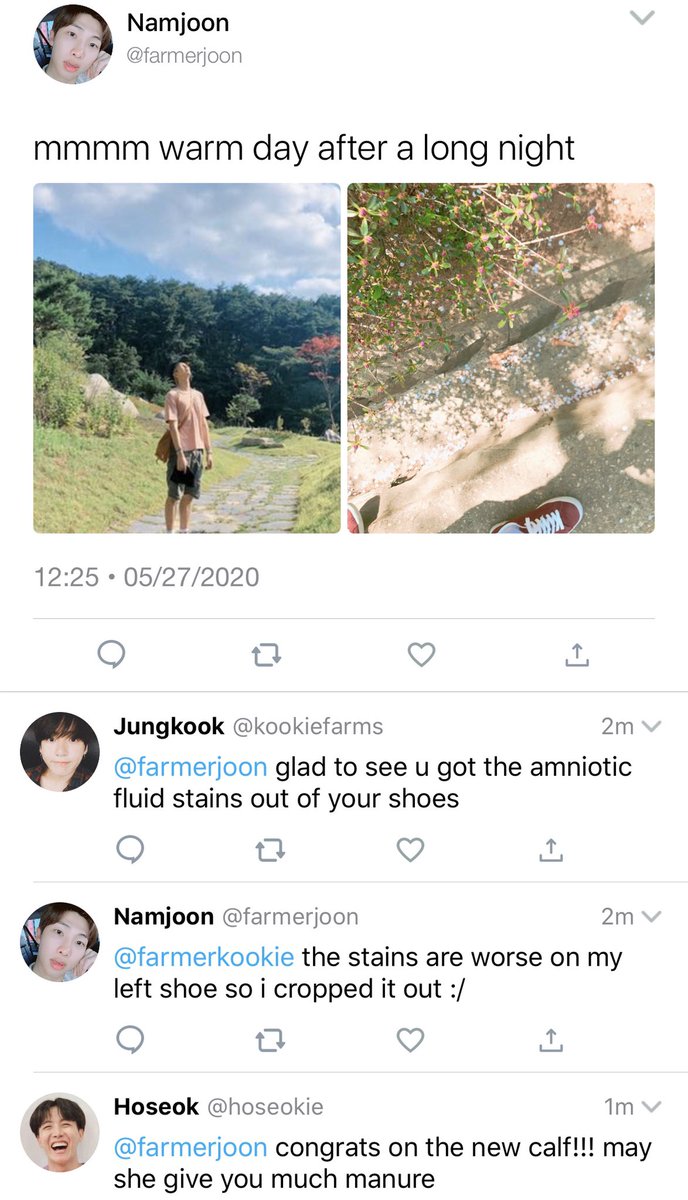 Namjoon
@farmerjoon
mmmm warm day after a long night
12:25 • 05/27/2020
Jungkook @kookiefarms 2m
@farmerjoon glad to see u got the amniotic
fluid stains out of your shoes
Namjoon @farmerjoon 2m
@farmerkookie the stains are worse on my
left shoe so i cropped it out :/
Hoseok @hoseokie 1m
@farmerjoon congrats on the new calf!!! may
she give you much manure